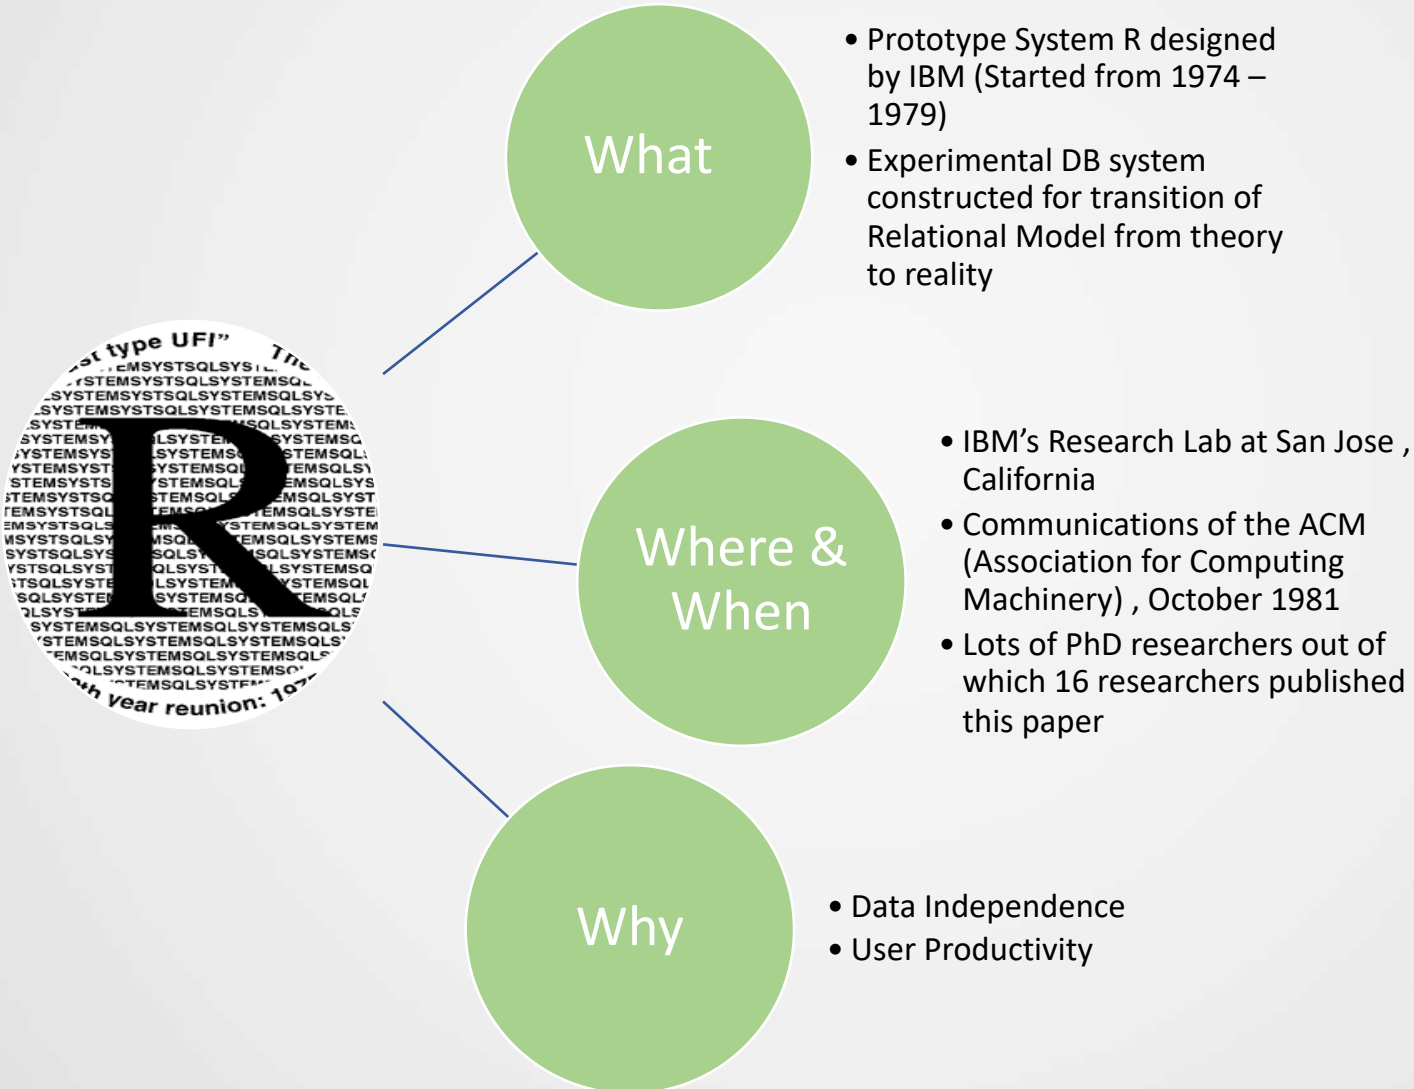 What
• Prototype System R designed
by IBM (Started from 1974 –
1979)
• Experimental DB system
constructed for transition of
Relational Model from theory
to reality
type UFI”
R
year reunion:
Where &
When
• IBM’s Research Lab at San Jose ,
California
• Communications of the ACM
(Association for Computing
Machinery) , October 1981
• Lots of PhD researchers out of
which 16 researchers published
this paper
Why
• Data Independence
• User Productivity